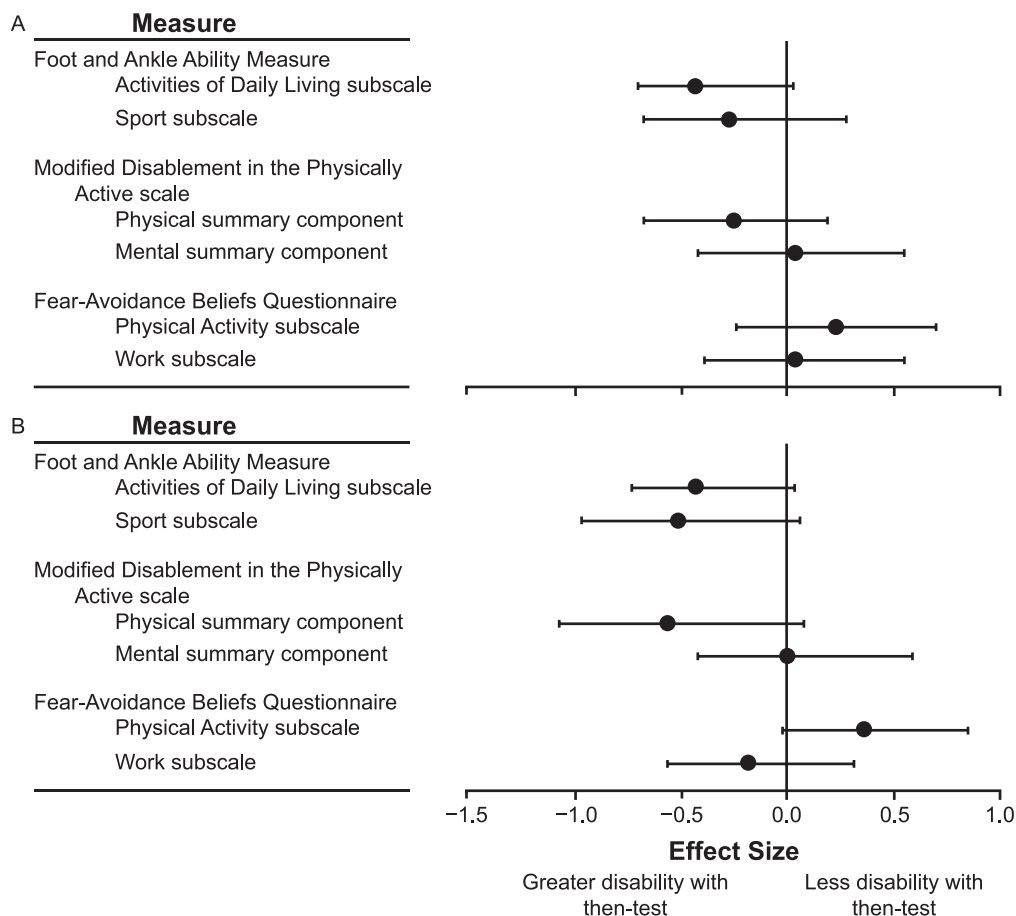 A Measure
Foot and Ankle Ability Measure
Activities of Daily Living subscale
Sport subscale
Modified Disablement in the Physically
Active scale
Physical summary component
Mental summary component
Fear-Avoidance Beliefs Questionnaire
Physical Activity subscale
Work subscale
B Measure
Foot and Ankle Ability Measure
Activities of Daily Living subscale
Sport subscale
Modified Disablement in the Physically
Active scale
Physical summary component
Mental summary component
Fear-Avoidance Beliefs Questionnaire
Physical Activity subscale
Work subscale
−1.5 −1.0 −0.5 0.0 0.5 1.0
Effect Size
Greater disability with
then-test
Less disability with
then-test